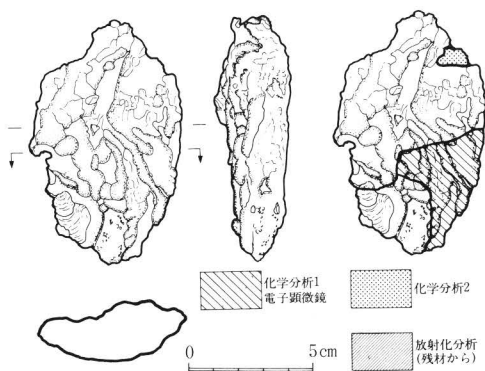 化学分析1
電子顕微鏡
化学分析2
0 5cm
放射化分析
(残材から)